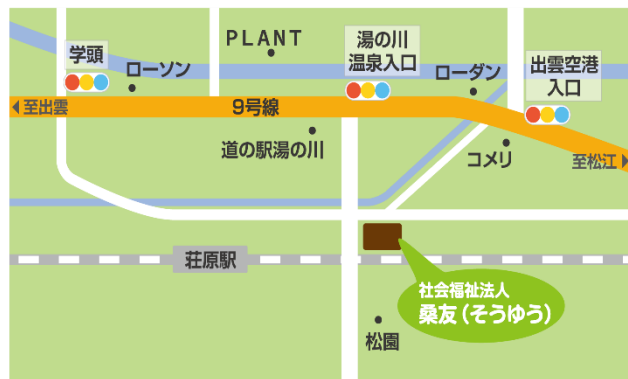 学頭
ローソン
PLANT
湯の川
温泉入口
ローダン
出雲空港
入口
至出雲
9号線
道の駅湯の川
コメリ
至松江
荘原駅
社会福祉法人
桑友(そうゆう)
松園